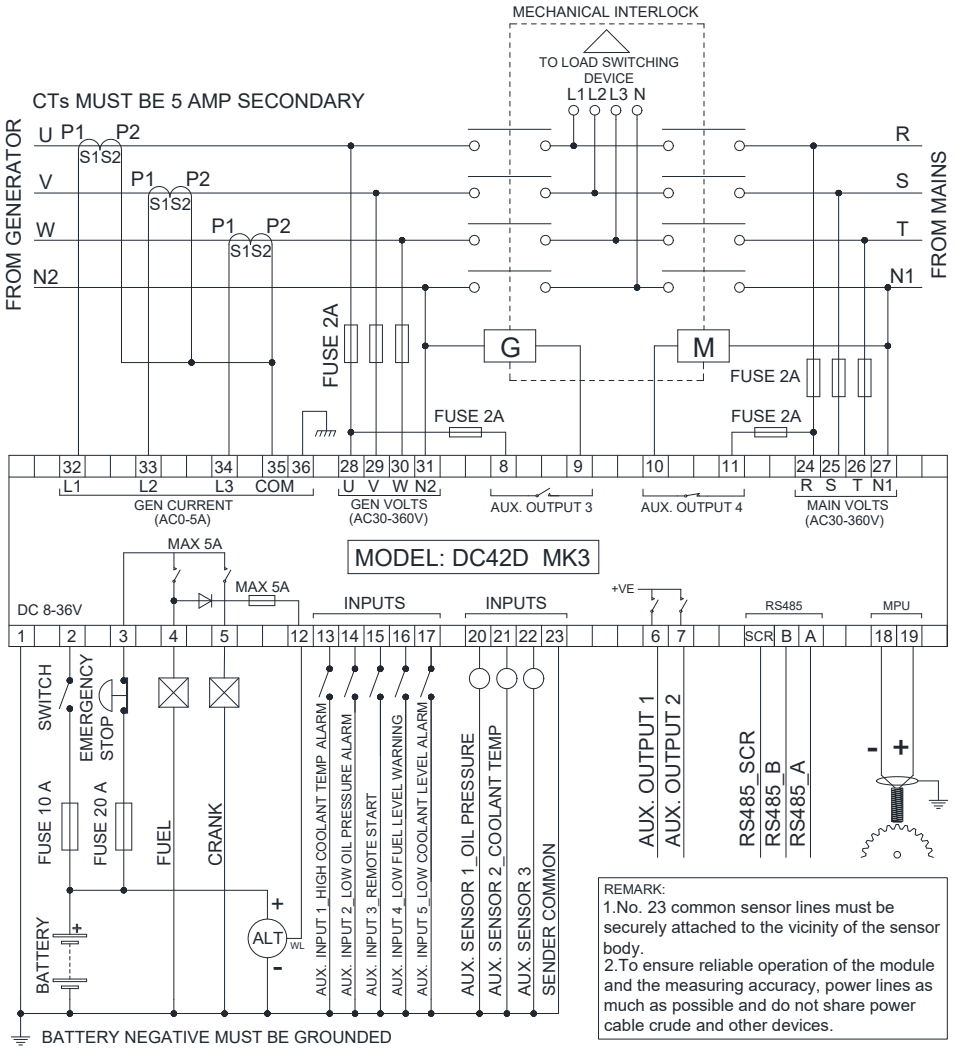 MECHANICAL INTERLOCK
TO LOAD SWITCHING
DEVICE
L1 L2 L3 N
CTs MUST BE 5 AMP SECONDARY
FROM GENERATOR
U P1 P2
S1S2
V P1 P2
S1S2
W P1 P2
S1S2
N2
R
S
T
N1
FROM MAINS
FUSE 2A
G
M
FUSE 2A
FUSE 2A
FUSE 2A
32 33 34 35 36 28 29 30 31 8 9 10 11 24 25 26 27
L1 L2 L3 COM
GEN CURRENT
(AC0-5A)
U V W N2
GEN VOLTS
(AC30-360V)
AUX. OUTPUT 3
AUX. OUTPUT 4
R S T N1
MAIN VOLTS
(AC30-360V)
MAX 5A
MODEL: DC42D MK3
MAX 5A
DC 8-36V
INPUTS
INPUTS
+VE
RS485
MPU
1 2 3 4 5 12 13 14 15 16 17 20 21 22 23 6 7 SCR B A 18 19
SWITCH
EMERGENCY
STOP
FUSE 10 A
FUSE 20 A
FUEL
CRANK
BATTERY
+
+
ALT
WL
-
AUX. INPUT 1_HIGH COOLANT TEMP ALARM
AUX. INPUT 2_LOW OIL PRESSURE ALARM
AUX. INPUT 3_REMOTE START
AUX. INPUT 4_LOW FUEL LEVEL WARNING
AUX. INPUT 5_LOW COOLANT LEVEL ALARM
AUX. SENSOR 1_OIL PRESSURE
AUX. SENSOR 2_COOLANT TEMP
AUX. SENSOR 3
SENDER COMMON
AUX. OUTPUT 1
AUX. OUTPUT 2
RS485_SCR
RS485_B
RS485_A
- +
REMARK:
1.No. 23 common sensor lines must be
securely attached to the vicinity of the sensor
body.
2.To ensure reliable operation of the module
and the measuring accuracy, power lines as
much as possible and do not share power
cable crude and other devices.
BATTERY NEGATIVE MUST BE GROUNDED